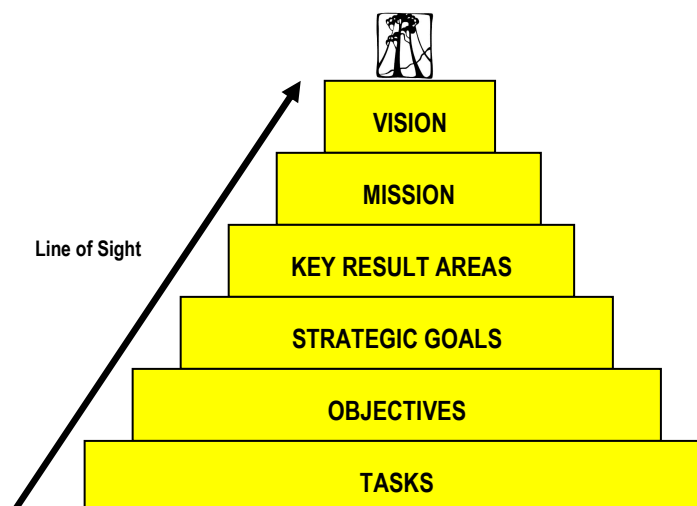 VISION
MISSION
Line of Sight
KEY RESULT AREAS
STRATEGIC GOALS
OBJECTIVES
TASKS